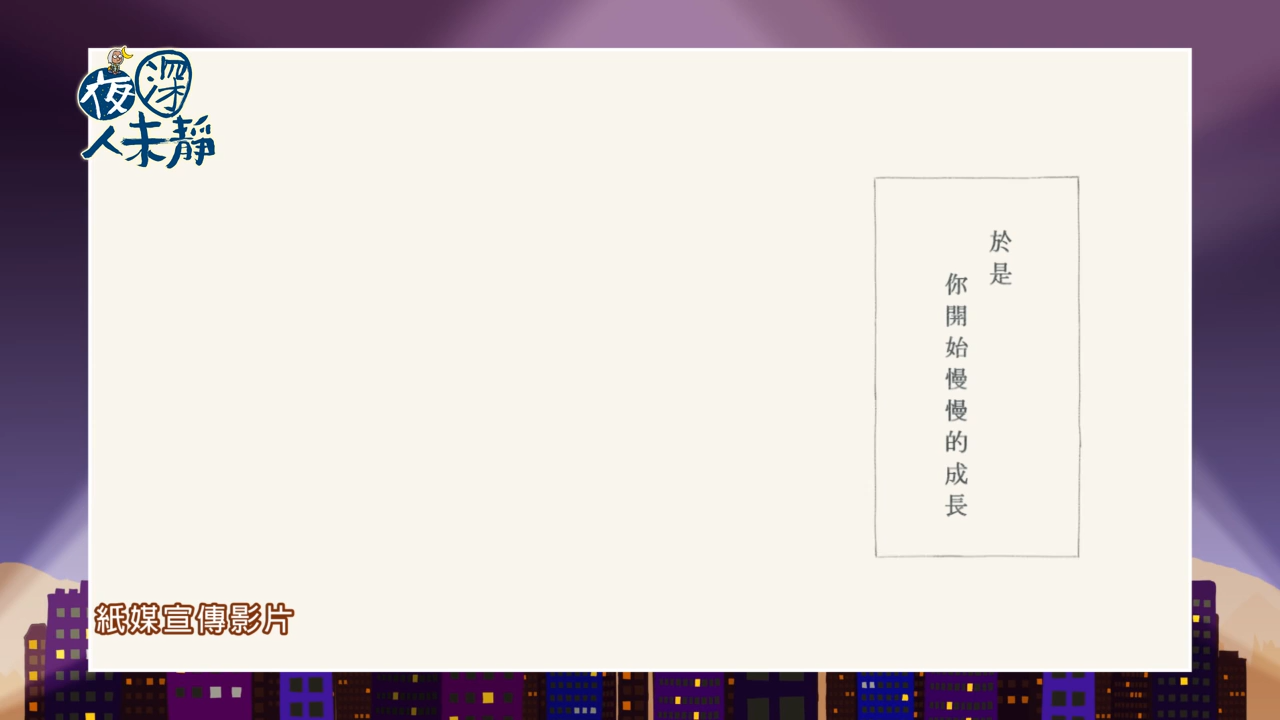 夜深
人未靜
於是
你開始慢慢的成長
紙媒宣傳影片